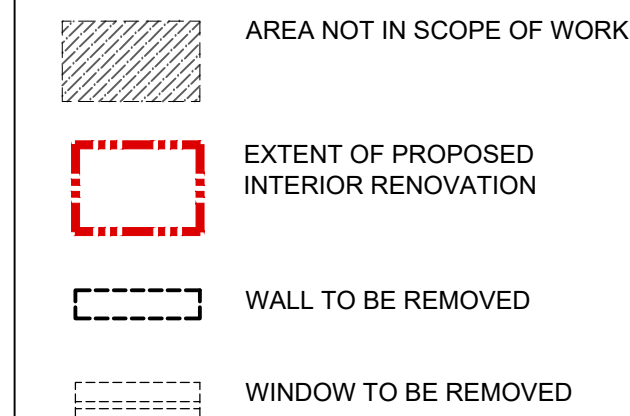 AREA NOT IN SCOPE OF WORK
EXTENT OF PROPOSED
INTERIOR RENOVATION
WALL TO BE REMOVED
WINDOW TO BE REMOVED